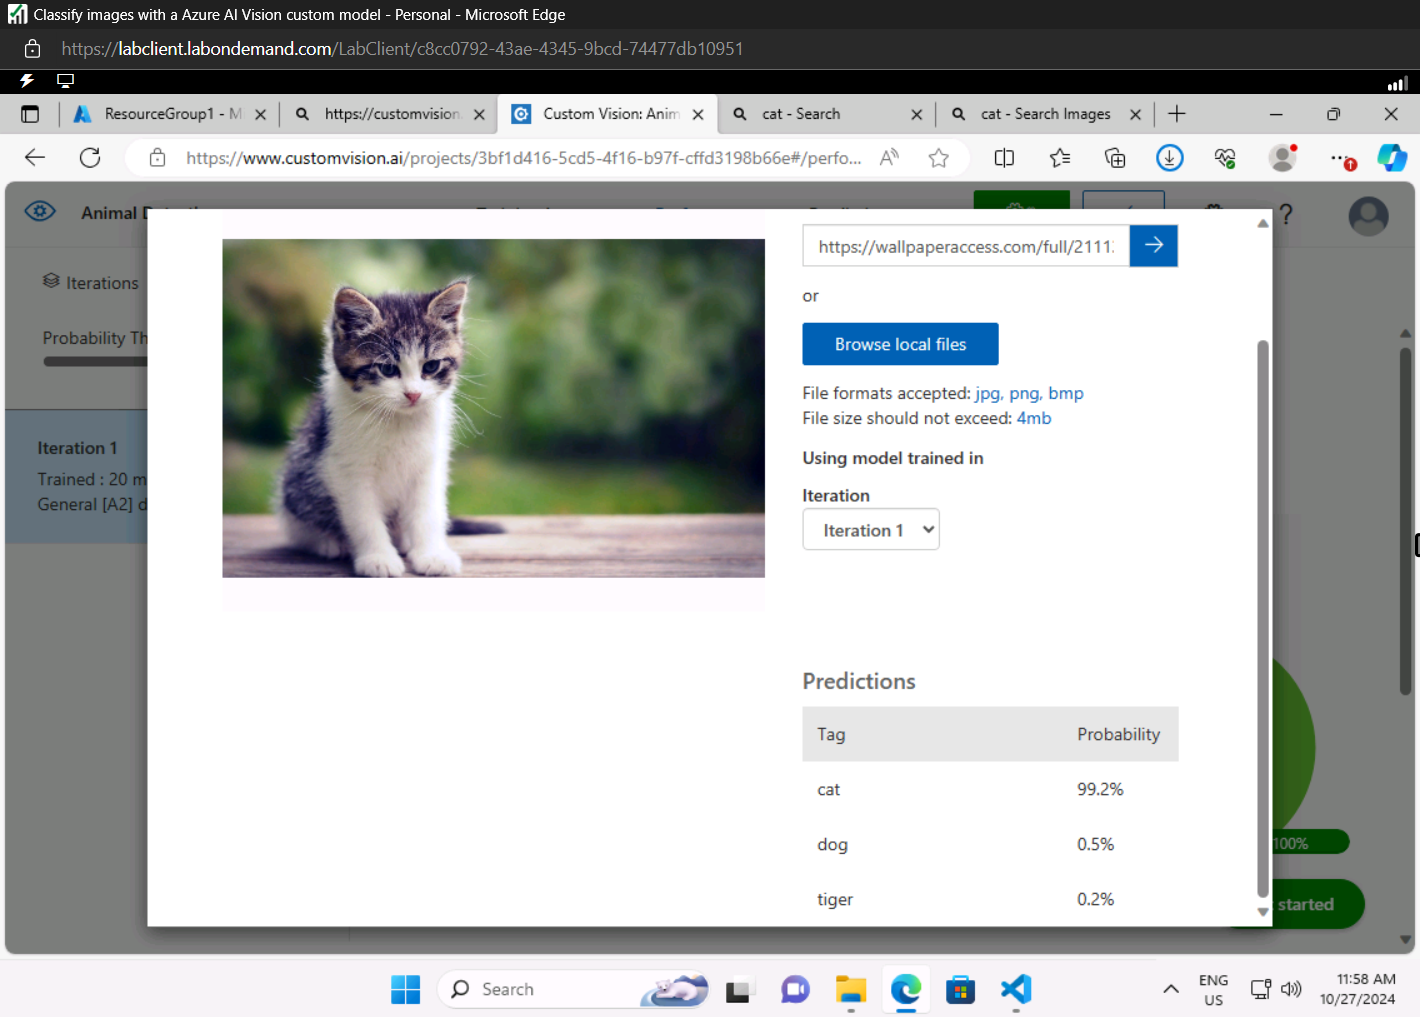 Classify images with a Azure AI Vision custom model - Personal - Microsoft Edge
https://labclient.labondemand.com/LabClient/c8cc0792-43ae-4345-9bcd-74477db10951
ResourceGroup1 - M
https://customvision.
Custom Vision: Anim
cat - Search
cat - Search Images
https://www.customvision.ai/projects/3bf1d416-5cd5-4f16-b97f-cffd3198b66e#/perfo...
Animal
?
https://wallpaperaccess.com/full/2111
Iterations
or
Probability Th
Browse local files
File formats accepted: jpg, png, bmp
File size should not exceed: 4mb
Iteration 1
Using model trained in
Trained : 20 m
General [A2] d
Iteration
Iteration 1
Predictions
Tag Probability
cat 99.2%
dog 0.5%
100%
tiger 0.2%
started
Search
ENG
US
11:58 AM
10/27/2024